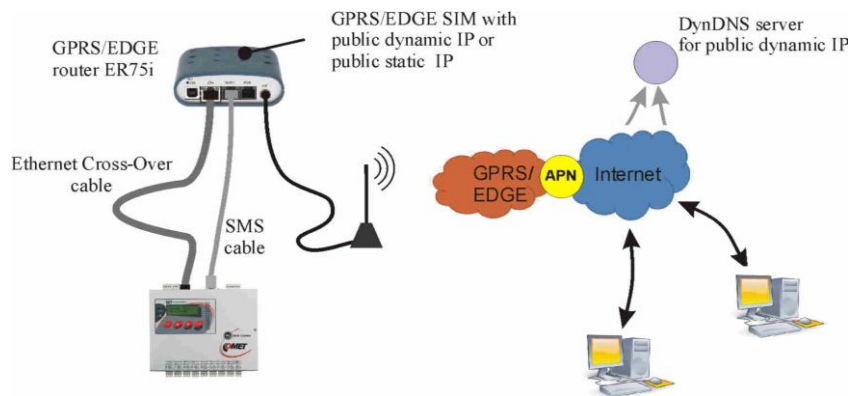 GPRS/EDGE
router ER75i
GPRS/EDGE SIM with
public dynamic IP or
public static IP
Ethernet Cross-Over
cable
SMS
cable
COMET
GPRS/
EDGE
APN
Internet
DynDNS server
for public dynamic IP